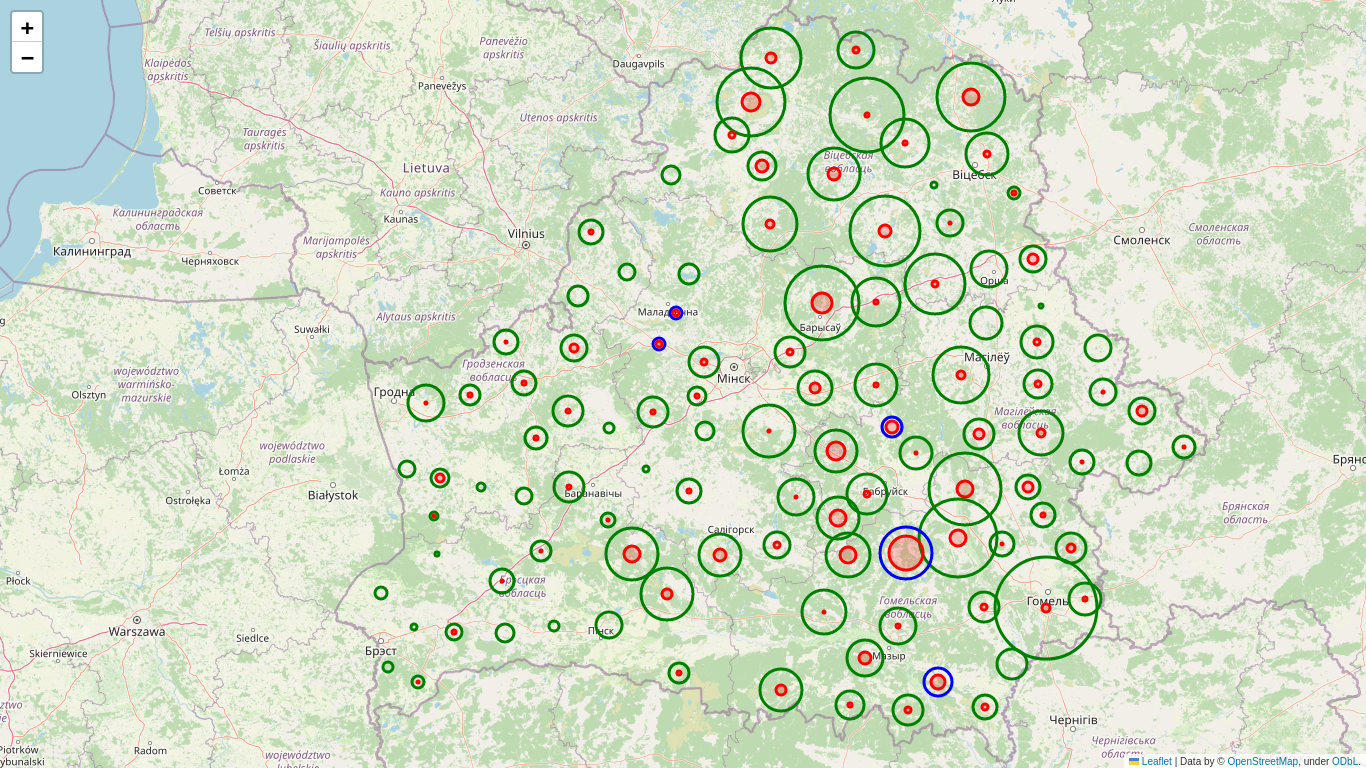 +
−
Telšių apskritis
Šiaulių apskritis
Panevėžio
apskritis
Klaipėdos
apskritis
Daugavpils
Panevėžys
Tauragės
apskritis
Utenos apskritis
Lietuva
Kauno apskritis
Советск
Калининградская
область
Kaunas
Marijampolės
apskritis
Vilnius
Калининград
Черняховск
Alytaus apskritis
Suwałki
Віцебская
вобласць
Віцебск
Смоленск
Смоленская
область
Орша
Барысаў
Магілёў
Мінск
Гродзенская
вобласць
Гродна
województwo
warmińsko-
mazurskie
Olsztyn
Магілёўская
вобласць
województwo
podlaskie
Łomża
Ostrołęka
Białystok
Баранавічы
Бабруйск
Салігорск
Брянская
область
Płock
Брэсцкая
вобласць
Гомельская
вобласць
Гомель
Warszawa
Siedlce
Skierniewice
Пінск
Брэст
Мазыр
Чернігів
Чернігівська
область
Radom
województwo
Leaflet | Data by © OpenStreetMap, under ODbL.